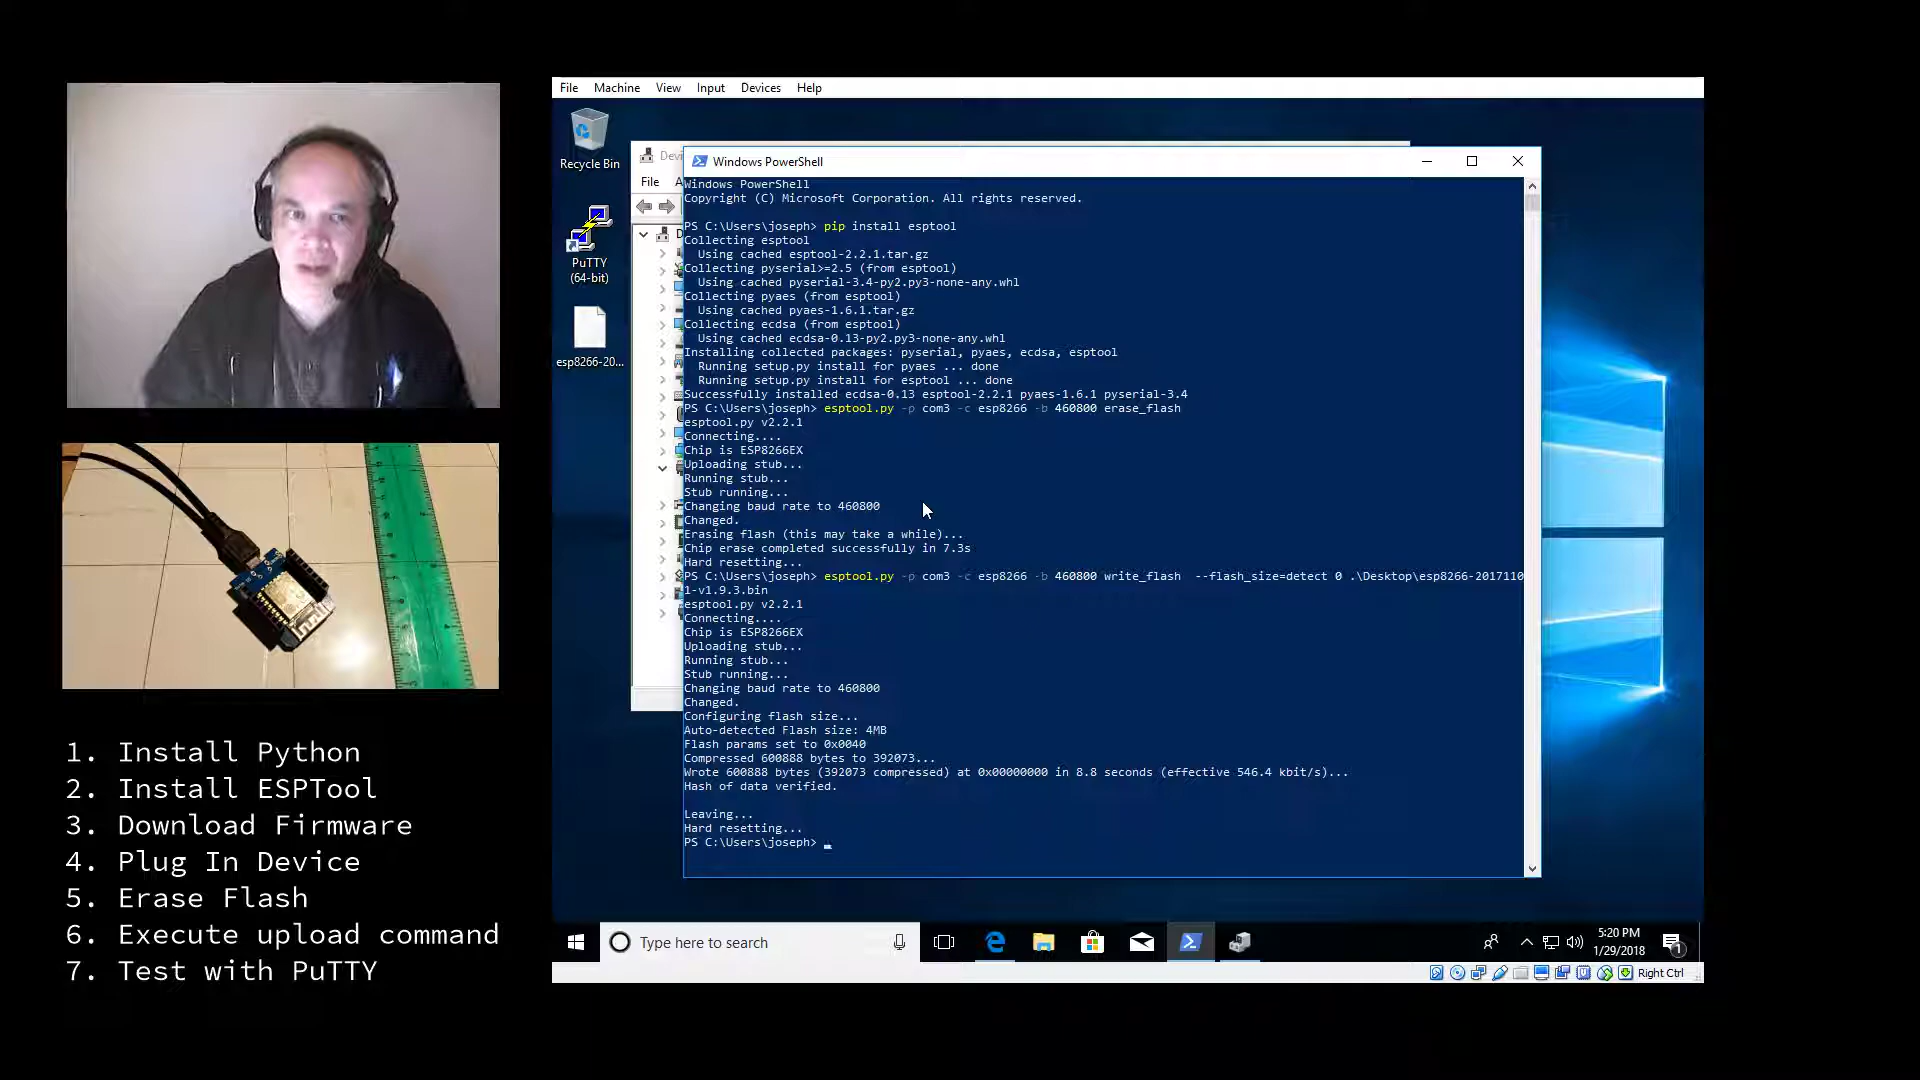 File Machine View Input Devices Help
Recycle Bin
PuTTY
(64-bit)
esp8266-20...
Devi
File A
Windows PowerShell
Windows PowerShell
Copyright (C) Microsoft Corporation. All rights reserved.
PS C:\Users\joseph> pip install esptool
Collecting esptool
Using cached esptool-2.2.1.tar.gz
Collecting pyserial>=2.5 (from esptool)
Using cached pyserial-3.4-py2.py3-none-any.whl
Collecting pyaes (from esptool)
Using cached pyaes-1.6.1.tar.gz
Collecting ecdsa (from esptool)
Using cached ecdsa-0.13-py2.py3-none-any.whl
Installing collected packages: pyserial, pyaes, ecdsa, esptool
Running setup.py install for pyaes ... done
Running setup.py install for esptool ... done
Successfully installed ecdsa-0.13 esptool-2.2.1 pyaes-1.6.1 pyserial-3.4
PS C:\Users\joseph> esptool.py -p com3 -c esp8266 -b 460800 erase_flash
esptool.py v2.2.1
Connecting....
Chip is ESP8266EX
Uploading stub...
Running stub...
Stub running...
Changing baud rate to 460800
Changed.
Erasing flash (this may take a while)...
Chip erase completed successfully in 7.3s
Hard resetting...
PS C:\Users\joseph> esptool.py -p com3 -c esp8266 -b 460800 write_flash --flash_size=detect 0 .\Desktop\esp8266-2017110
1-v1.9.3.bin
esptool.py v2.2.1
Connecting....
Chip is ESP8266EX
Uploading stub...
Running stub...
Stub running...
Changing baud rate to 460800
Changed.
Configuring flash size...
Auto-detected Flash size: 4MB
Flash params set to 0x0040
Compressed 600888 bytes to 392073...
Wrote 600888 bytes (392073 compressed) at 0x00000000 in 8.8 seconds (effective 546.4 kbit/s)...
Hash of data verified.
Leaving...
Hard resetting...
PS C:\Users\joseph>
1. Install Python
2. Install ESPTool
3. Download Firmware
4. Plug In Device
5. Erase Flash
6. Execute upload command
7. Test with PuTTY
Type here to search
5:20 PM
1/29/2018
1
Right Ctrl